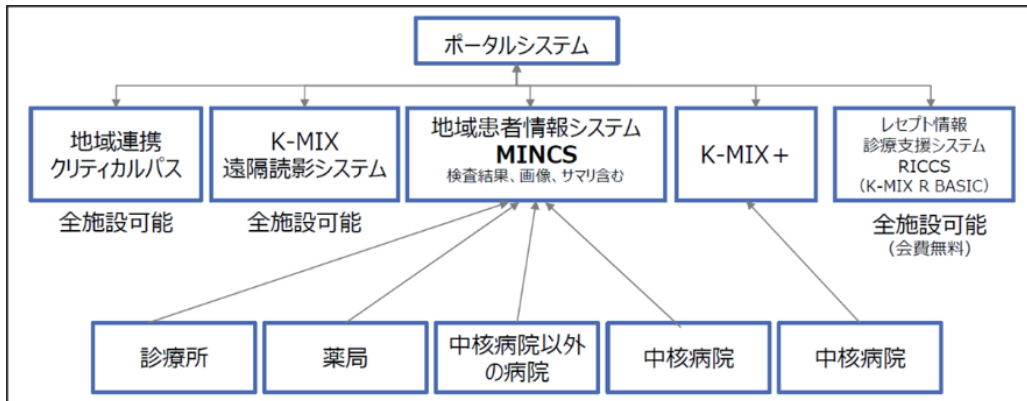 ポータルシステム
地域連携
クリティカルパス
K-MIX
遠隔読影システム
地域患者情報システム
MINCS
検査結果、画像、サマリ含む
K-MIX+
レセプト情報
診療支援システム
RICCS
(K-MIX R BASIC)
全施設可能
全施設可能
全施設可能
(会費無料)
診療所
薬局
中核病院以外
の病院
中核病院
中核病院